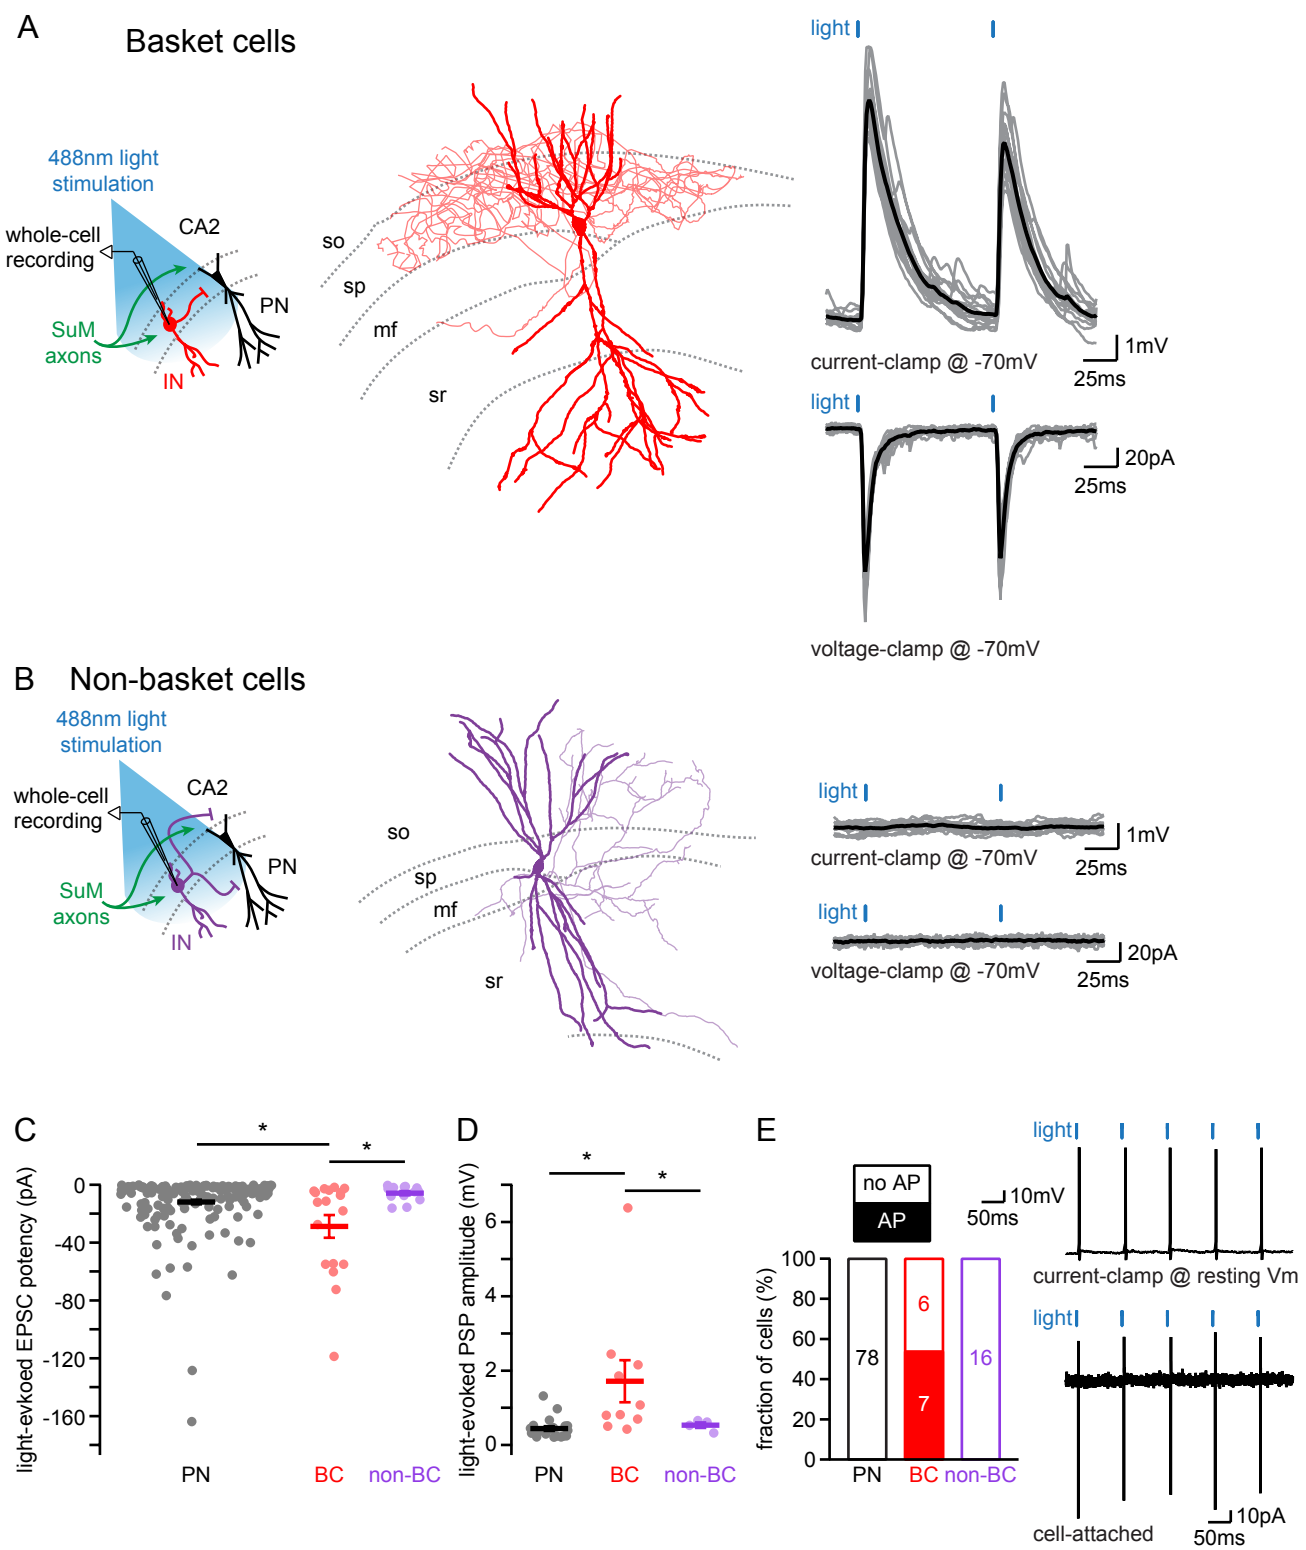 A
Basket cells
488nm light
stimulation
whole-cell
recording
CA2
PN
SuM
axons
IN
so
sp
mf
sr
light
1mV
25ms
current-clamp @ -70mV
light
20pA
25ms
voltage-clamp @ -70mV
B
Non-basket cells
488nm light
stimulation
whole-cell
recording
CA2
PN
SuM
axons
IN
so
sp
mf
sr
light
1mV
25ms
current-clamp @ -70mV
light
20pA
25ms
voltage-clamp @ -70mV
C
light-evkoed EPSC potency (pA)
0
-40
-80
-120
-160
*
*
PN
BC
non-BC
D
light-evoked PSP amplitude (mV)
6
4
2
0
*
*
PN
BC
non-BC
E
no AP
AP
fraction of cells (%)
100
80
60
40
20
0
78
6
7
16
PN
BC
non-BC
light
10mV
50ms
current-clamp @ resting Vm
light
10pA
50ms
cell-attached